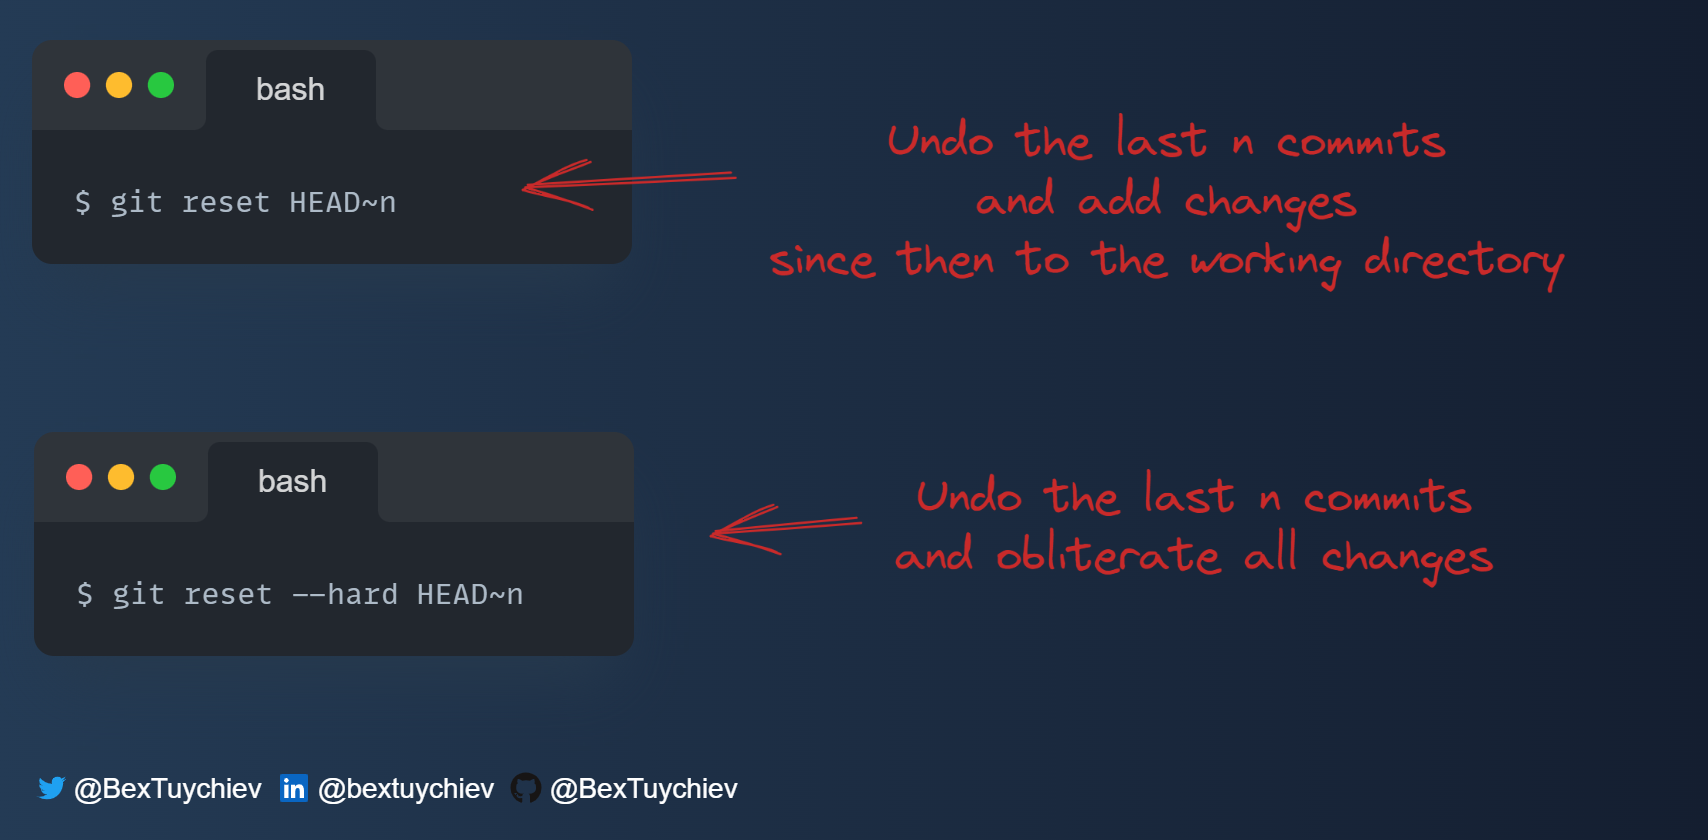 bash
$ git reset HEAD~n
Undo the last n commits
and add changes
since then to the working directory
bash
$ git reset --hard HEAD~n
Undo the last n commits
and obliterate all changes
@BexTuychiev in @bextuychiev @BexTuychiev